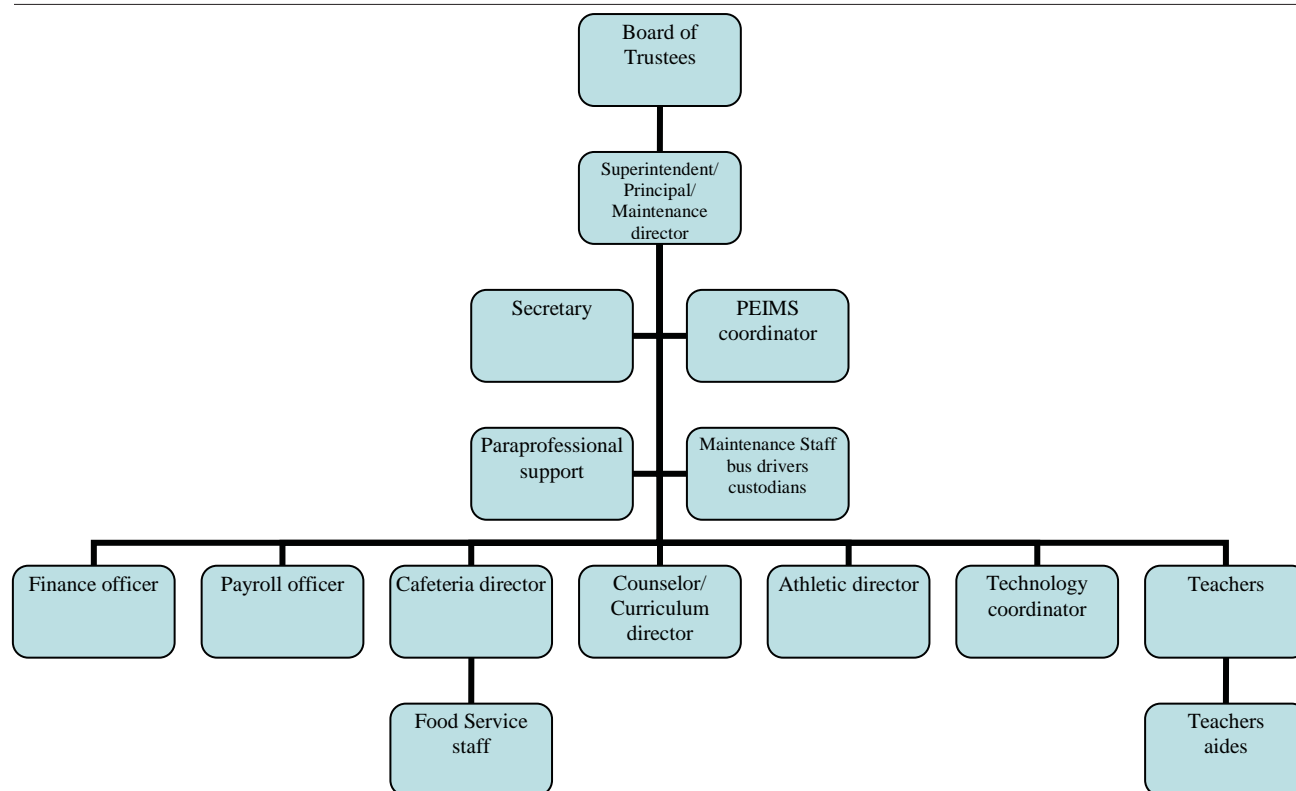 Board of
Trustees
Superintendent/
Principal/
Maintenance
director
Secretary
PEIMS
coordinator
Paraprofessional
support
Maintenance Staff
bus drivers
custodians
Finance officer
Payroll officer
Cafeteria director
Counselor/
Curriculum
director
Athletic director
Technology
coordinator
Teachers
Food Service
staff
Teachers
aides